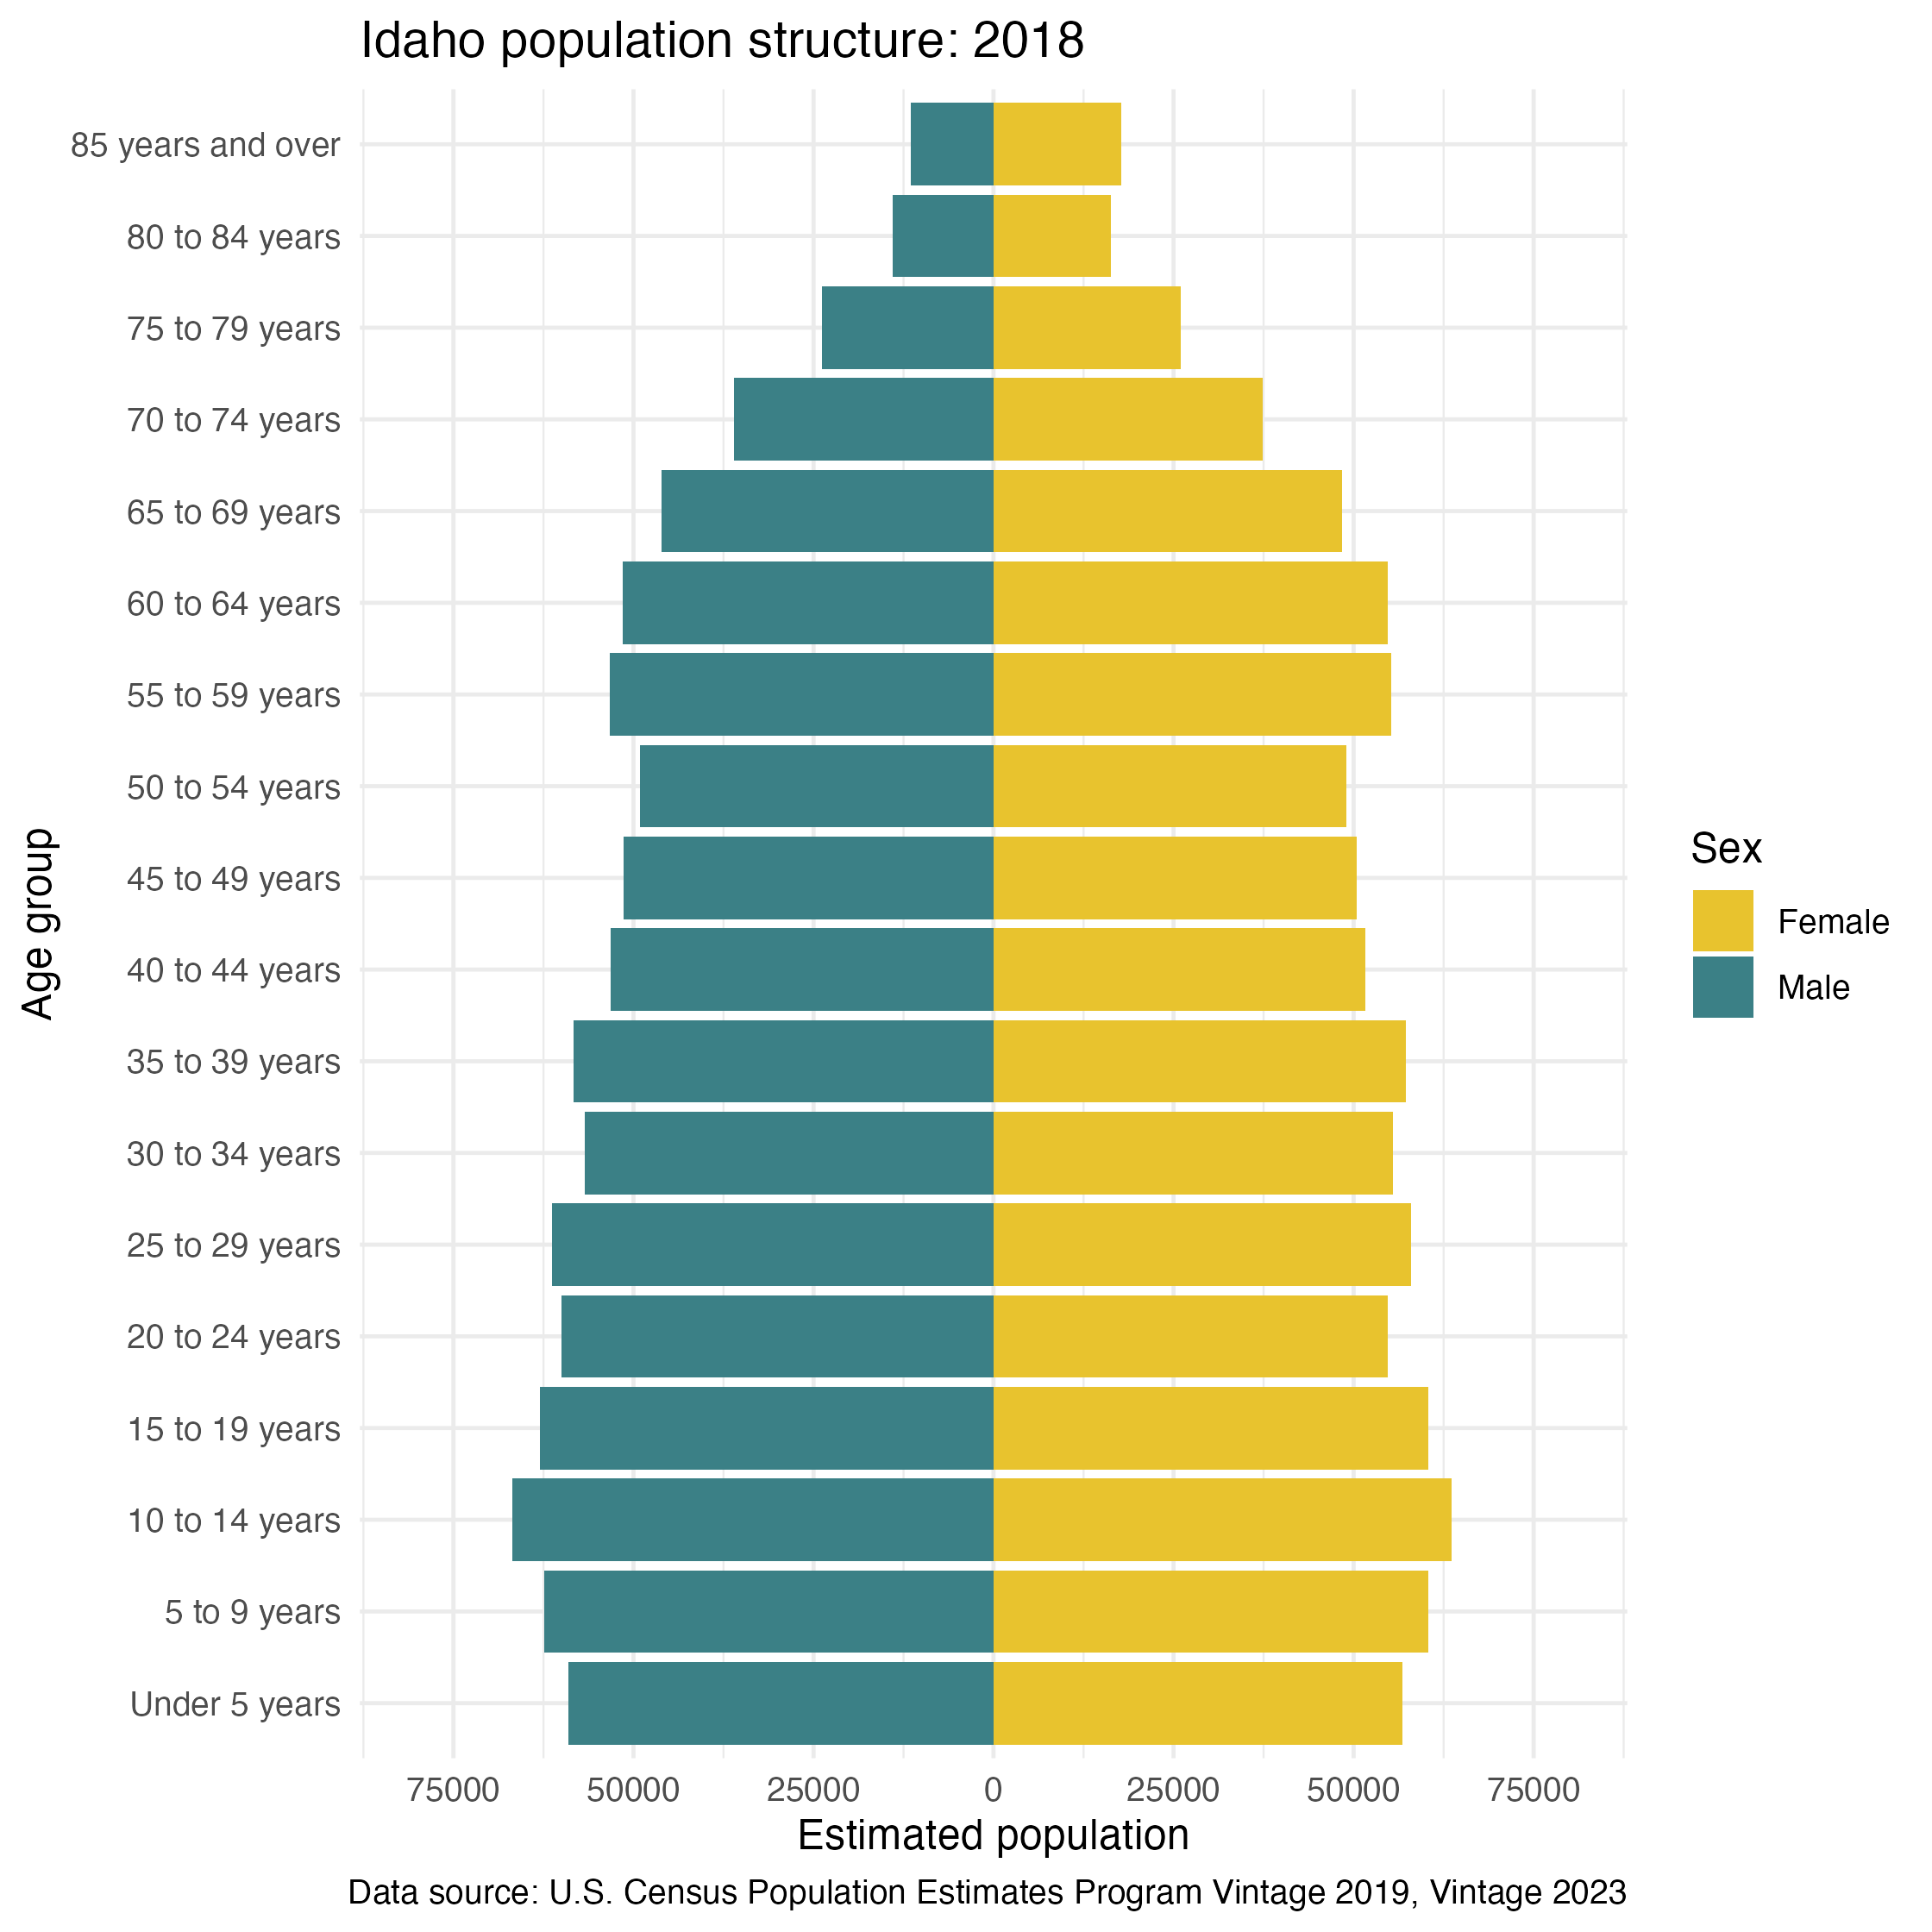 Idaho population structure: 2018
85 years and over
80 to 84 years
75 to 79 years
70 to 74 years
65 to 69 years
60 to 64 years
55 to 59 years
50 to 54 years
45 to 49 years
40 to 44 years
35 to 39 years
30 to 34 years
25 to 29 years
20 to 24 years
15 to 19 years
10 to 14 years
5 to 9 years
Under 5 years
Age group
75000 50000 25000 0 25000 50000 75000
Estimated population
Sex
Female
Male
Data source: U.S. Census Population Estimates Program Vintage 2019, Vintage 2023